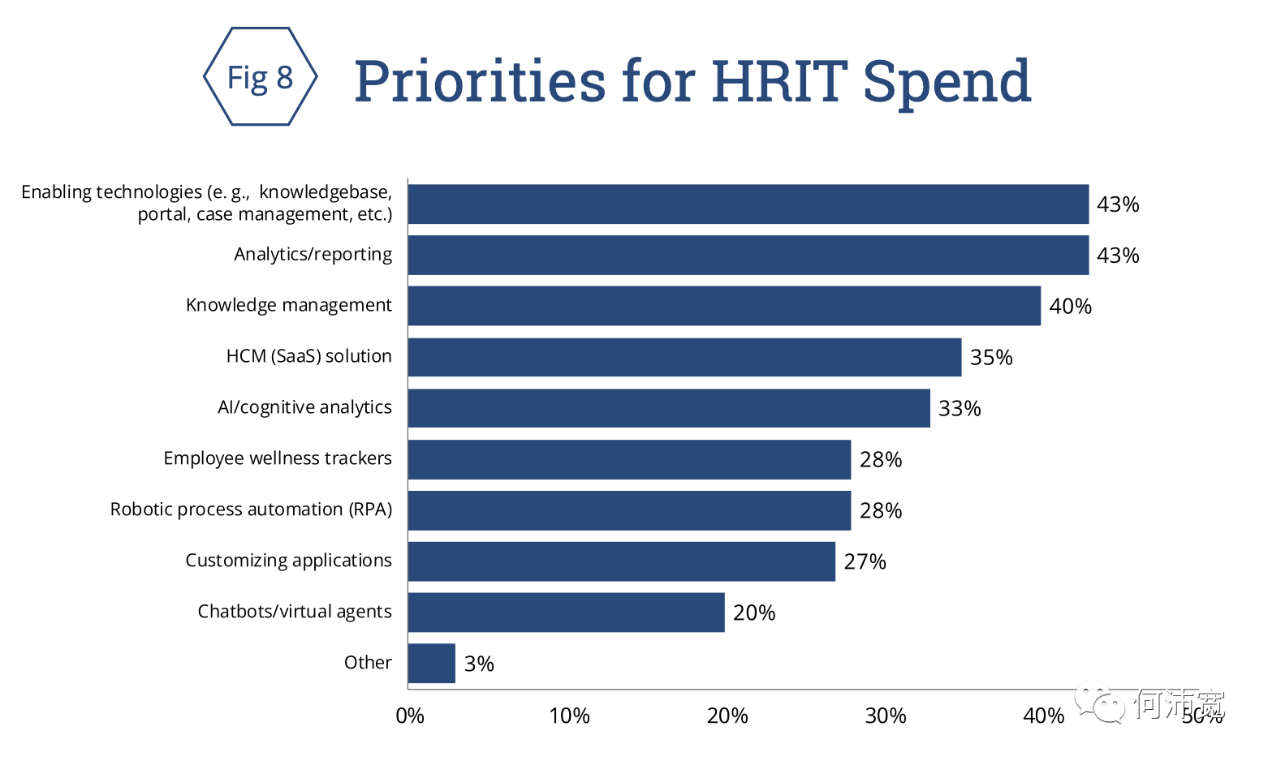 Fig 8
Priorities for HRIT Spend
Enabling technologies (e. g., knowledgebase,
portal, case management, etc.)
43%
Analytics/reporting
43%
Knowledge management
40%
HCM (SaaS) solution
35%
AI/cognitive analytics
33%
Employee wellness trackers
28%
Robotic process automation (RPA)
28%
Customizing applications
27%
Chatbots/virtual agents
20%
Other
3%
0% 10% 20% 30% 40% 50%
何沛宽